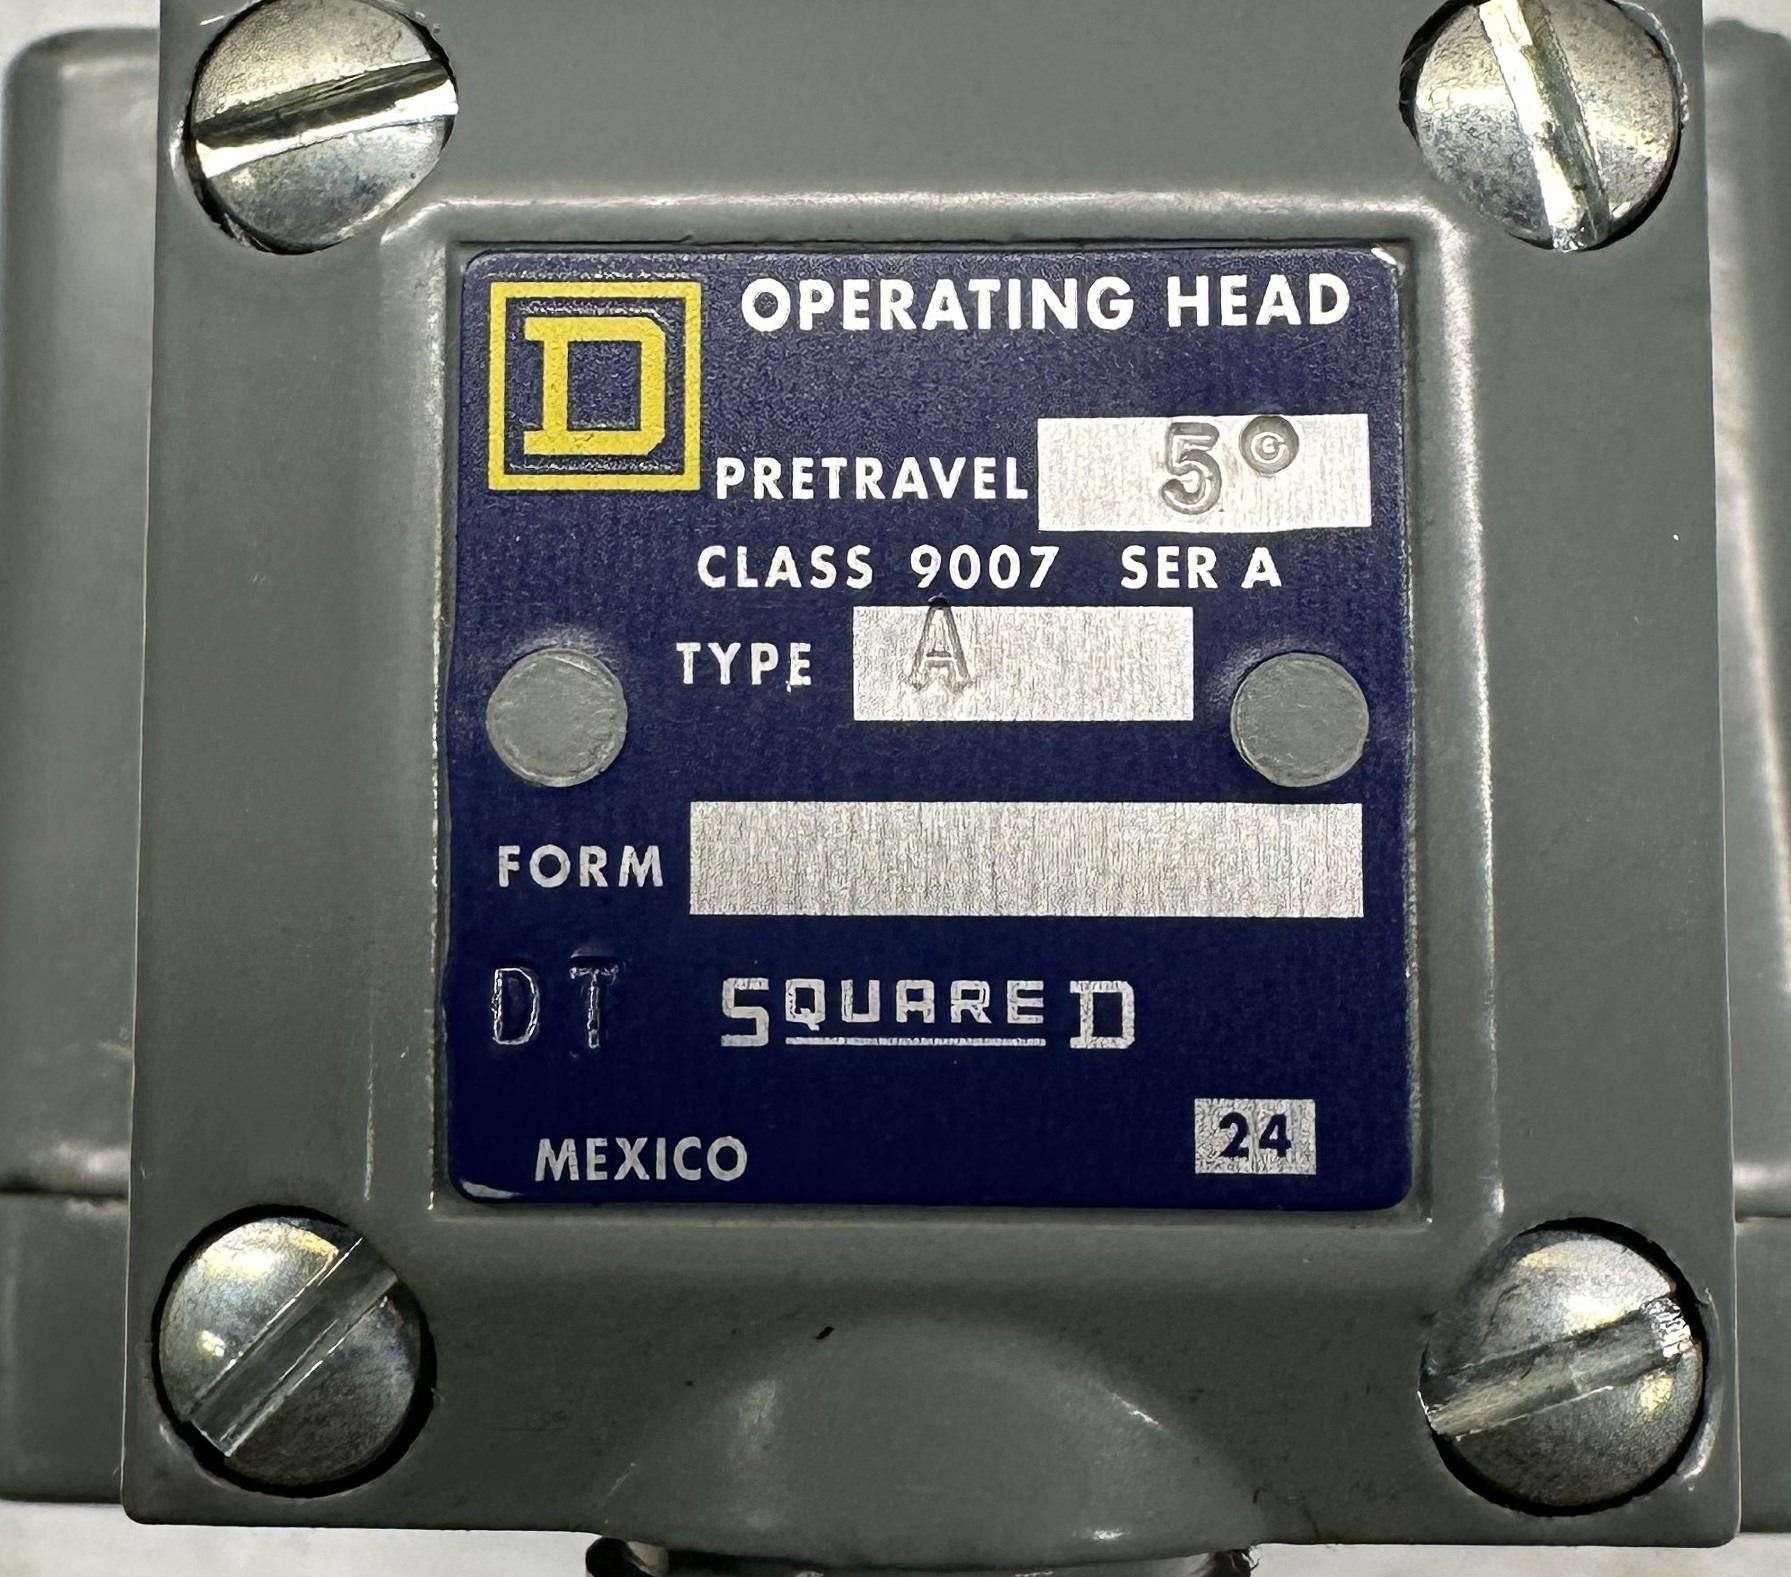 D OPERATING HEAD
PRETRAVEL 5°
CLASS 9007 SER A
TYPE A
FORM
DT SQUARE D
MEXICO 24